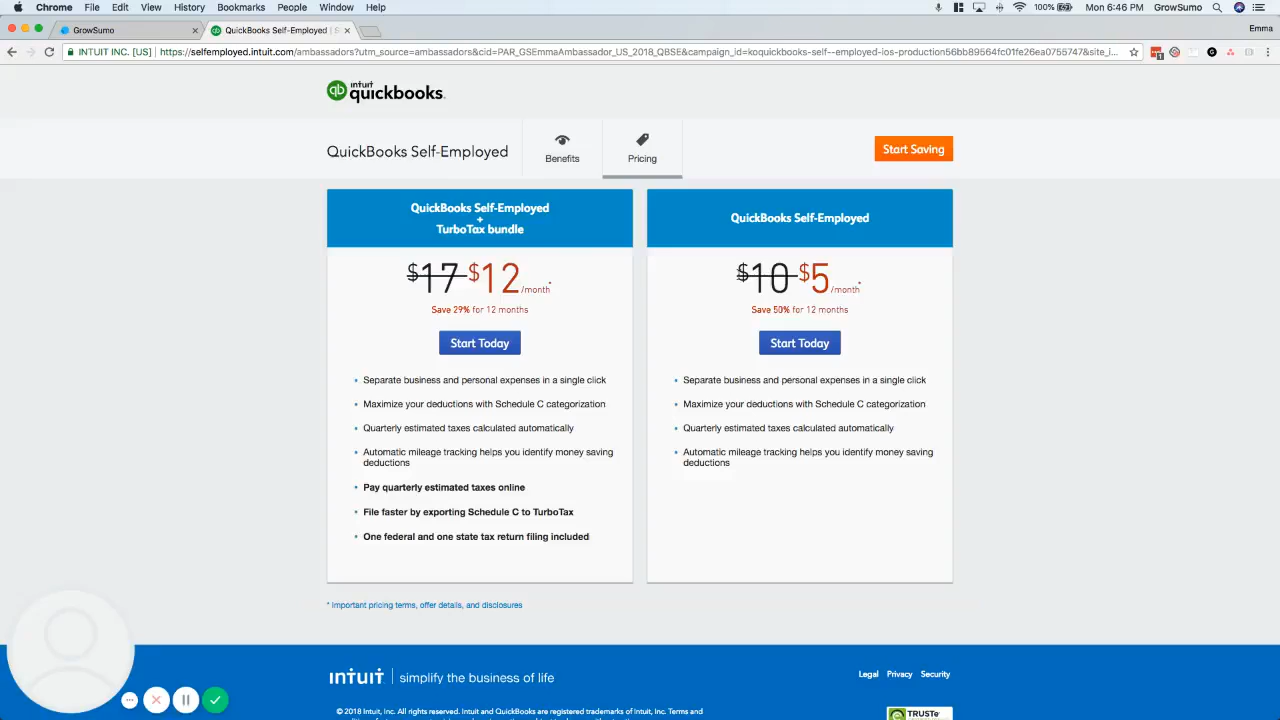 Chrome File Edit View History Bookmarks People Window Help 100% Mon 6:46 PM GrowSumo
GrowSumo QuickBooks Self-Employed | Emma
INTUIT INC. [US] https://selfemployed.intuit.com/ambassadors?utm_source=ambassadors&cid=PAR_GSEmmaAmbassador_US_2018_QBSE&campaign_id=koquickbooks-self--employed-ios-production56bb89564fc01fe26ea0755747&site_i...
intuit
qb quickbooks.
QuickBooks Self-Employed Benefits Pricing Start Saving
QuickBooks Self-Employed
+
TurboTax bundle
$17 $12 /month*
Save 29% for 12 months
Start Today
• Separate business and personal expenses in a single click
• Maximize your deductions with Schedule C categorization
• Quarterly estimated taxes calculated automatically
• Automatic mileage tracking helps you identify money saving
deductions
• Pay quarterly estimated taxes online
• File faster by exporting Schedule C to TurboTax
• One federal and one state tax return filing included
QuickBooks Self-Employed
$10 $5 /month*
Save 50% for 12 months
Start Today
• Separate business and personal expenses in a single click
• Maximize your deductions with Schedule C categorization
• Quarterly estimated taxes calculated automatically
• Automatic mileage tracking helps you identify money saving
deductions
* Important pricing terms, offer details, and disclosures
intuit | simplify the business of life Legal Privacy Security
© 2018 Intuit, Inc. All rights reserved. Intuit and QuickBooks are registered trademarks of Intuit, Inc. Terms and
TRUSTe